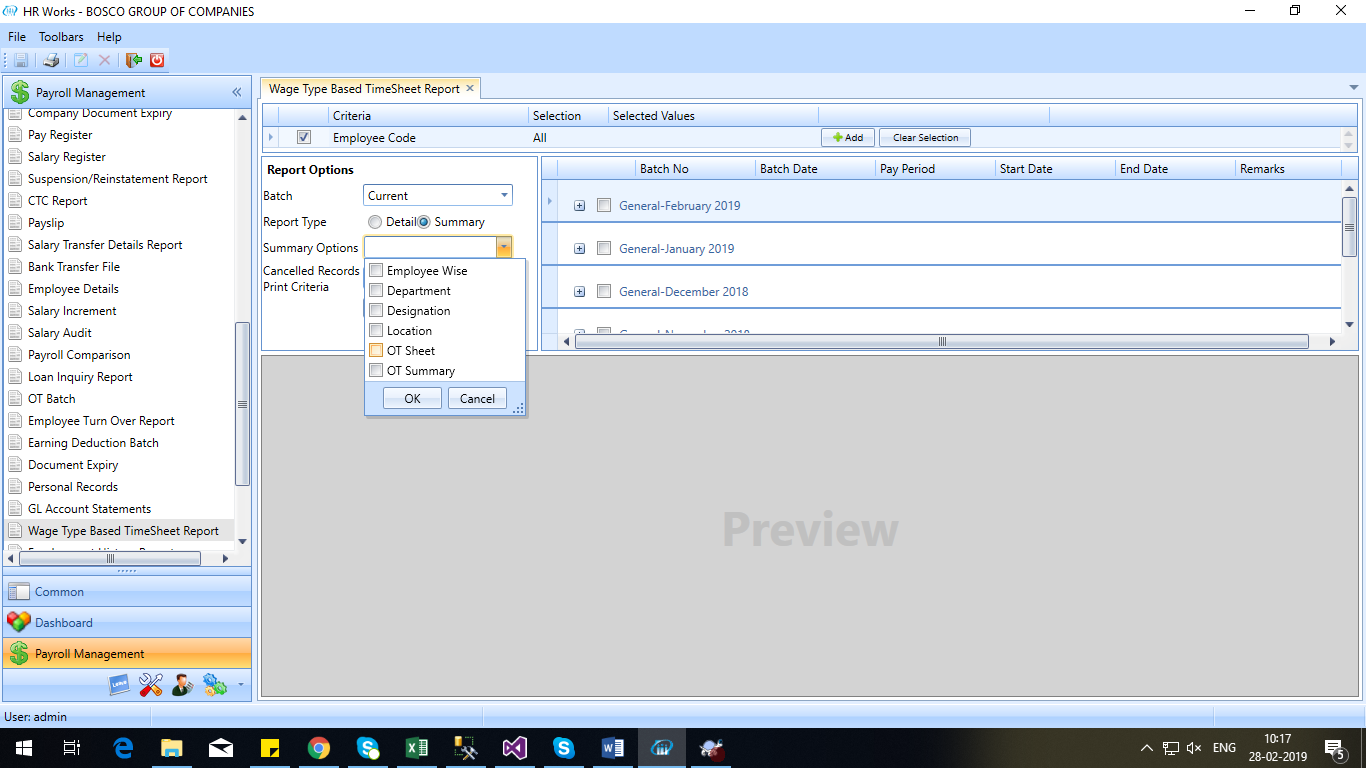 HR Works - BOSCO GROUP OF COMPANIES
File Toolbars Help
Payroll Management
Company Document Expiry
Pay Register
Salary Register
Suspension/Reinstatement Report
CTC Report
Payslip
Salary Transfer Details Report
Bank Transfer File
Employee Details
Salary Increment
Salary Audit
Payroll Comparison
Loan Inquiry Report
OT Batch
Employee Turn Over Report
Earning Deduction Batch
Document Expiry
Personal Records
GL Account Statements
Wage Type Based TimeSheet Report
Common
Dashboard
Payroll Management
Wage Type Based TimeSheet Report
Criteria Selection Selected Values
Employee Code All Add Clear Selection
Report Options
Batch Current
Report Type Detail Summary
Summary Options
Cancelled Records
Print Criteria
Employee Wise
Department
Designation
Location
OT Sheet
OT Summary
OK Cancel
Batch No Batch Date Pay Period Start Date End Date Remarks
General-February 2019
General-January 2019
General-December 2018
General-November 2018
Preview
User: admin
ENG
10:17
28-02-2019
5